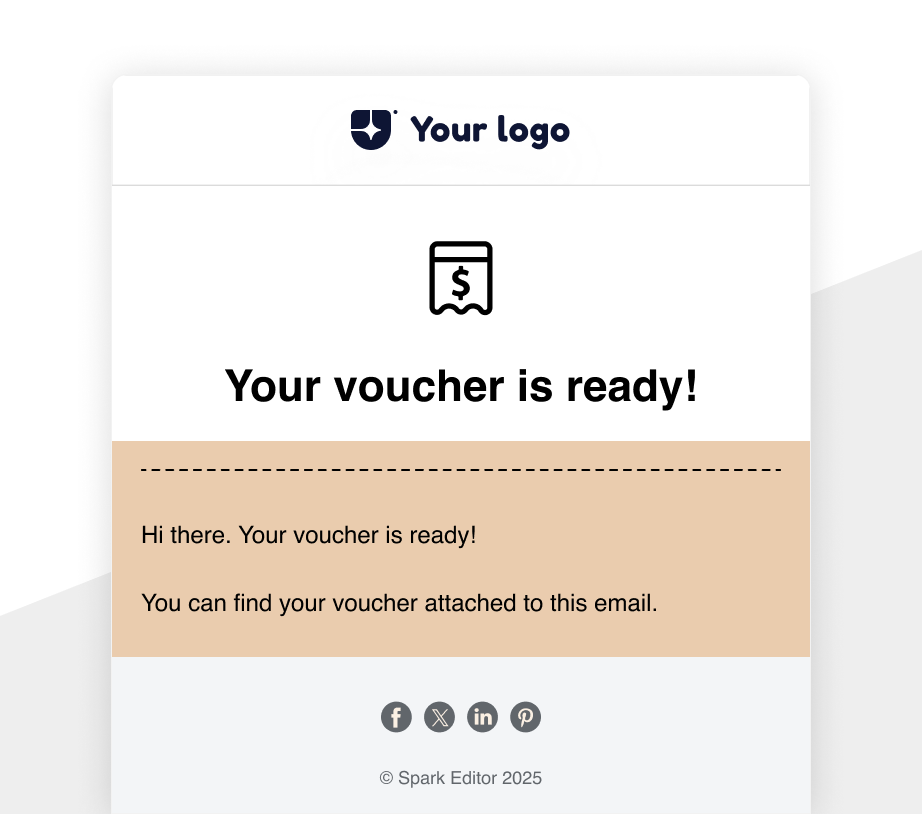 Your logo
$
Your voucher is ready!
Hi there. Your voucher is ready!
You can find your voucher attached to this email.
f X in P
© Spark Editor 2025